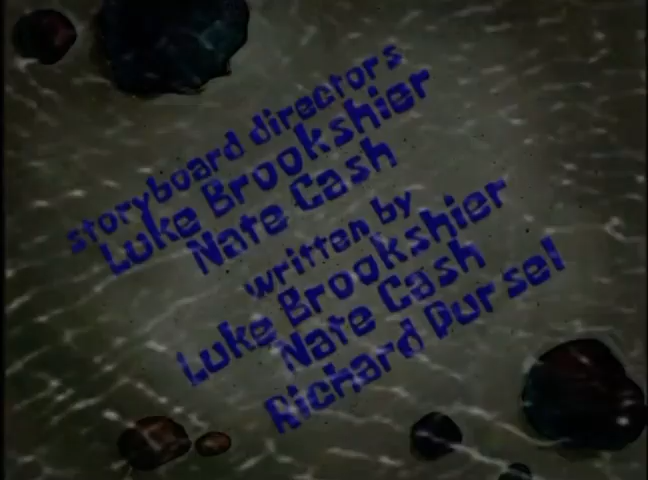 storyboard directors
Luke Brookshier
Nate Cash
written by
Luke Brookshier
Nate Cash
Richard Pursel